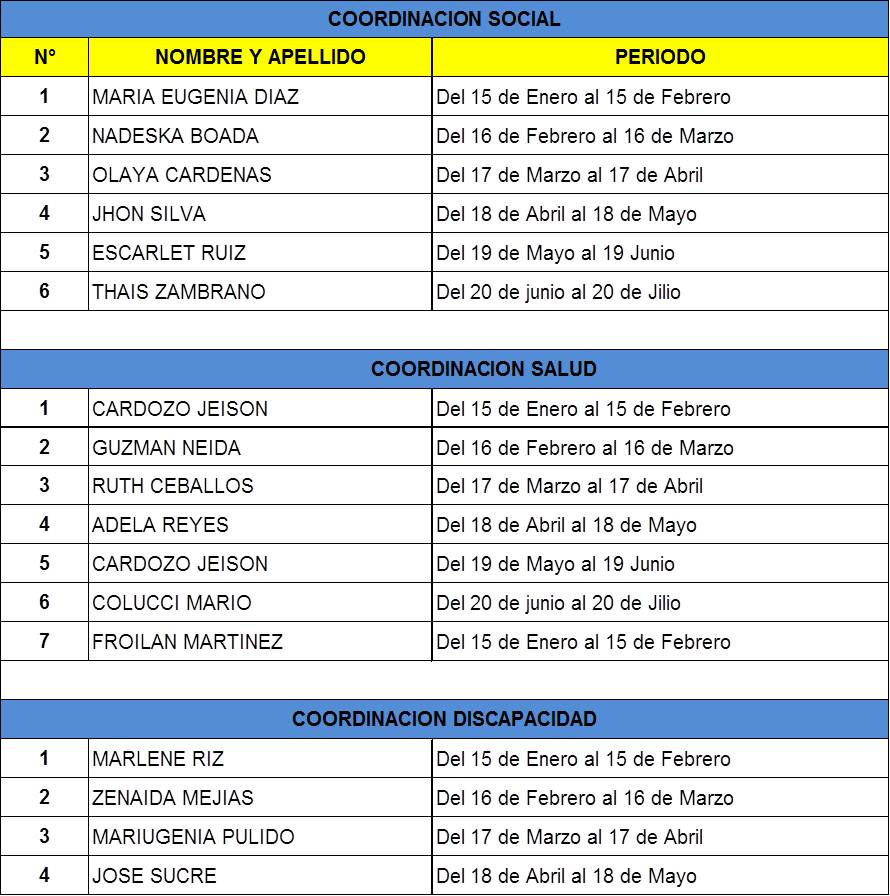 COORDINACION SOCIAL
N° NOMBRE Y APELLIDO PERIODO
1 MARIA EUGENIA DIAZ Del 15 de Enero al 15 de Febrero
2 NADESKA BOADA Del 16 de Febrero al 16 de Marzo
3 OLAYA CARDENAS Del 17 de Marzo al 17 de Abril
4 JHON SILVA Del 18 de Abril al 18 de Mayo
5 ESCARLET RUIZ Del 19 de Mayo al 19 Junio
6 THAIS ZAMBRANO Del 20 de junio al 20 de Jilio
COORDINACION SALUD
1 CARDOZO JEISON Del 15 de Enero al 15 de Febrero
2 GUZMAN NEIDA Del 16 de Febrero al 16 de Marzo
3 RUTH CEBALLOS Del 17 de Marzo al 17 de Abril
4 ADELA REYES Del 18 de Abril al 18 de Mayo
5 CARDOZO JEISON Del 19 de Mayo al 19 Junio
6 COLUCCI MARIO Del 20 de junio al 20 de Jilio
7 FROILAN MARTINEZ Del 15 de Enero al 15 de Febrero
COORDINACION DISCAPACIDAD
1 MARLENE RIZ Del 15 de Enero al 15 de Febrero
2 ZENAIDA MEJIAS Del 16 de Febrero al 16 de Marzo
3 MARIUGENIA PULIDO Del 17 de Marzo al 17 de Abril
4 JOSE SUCRE Del 18 de Abril al 18 de Mayo